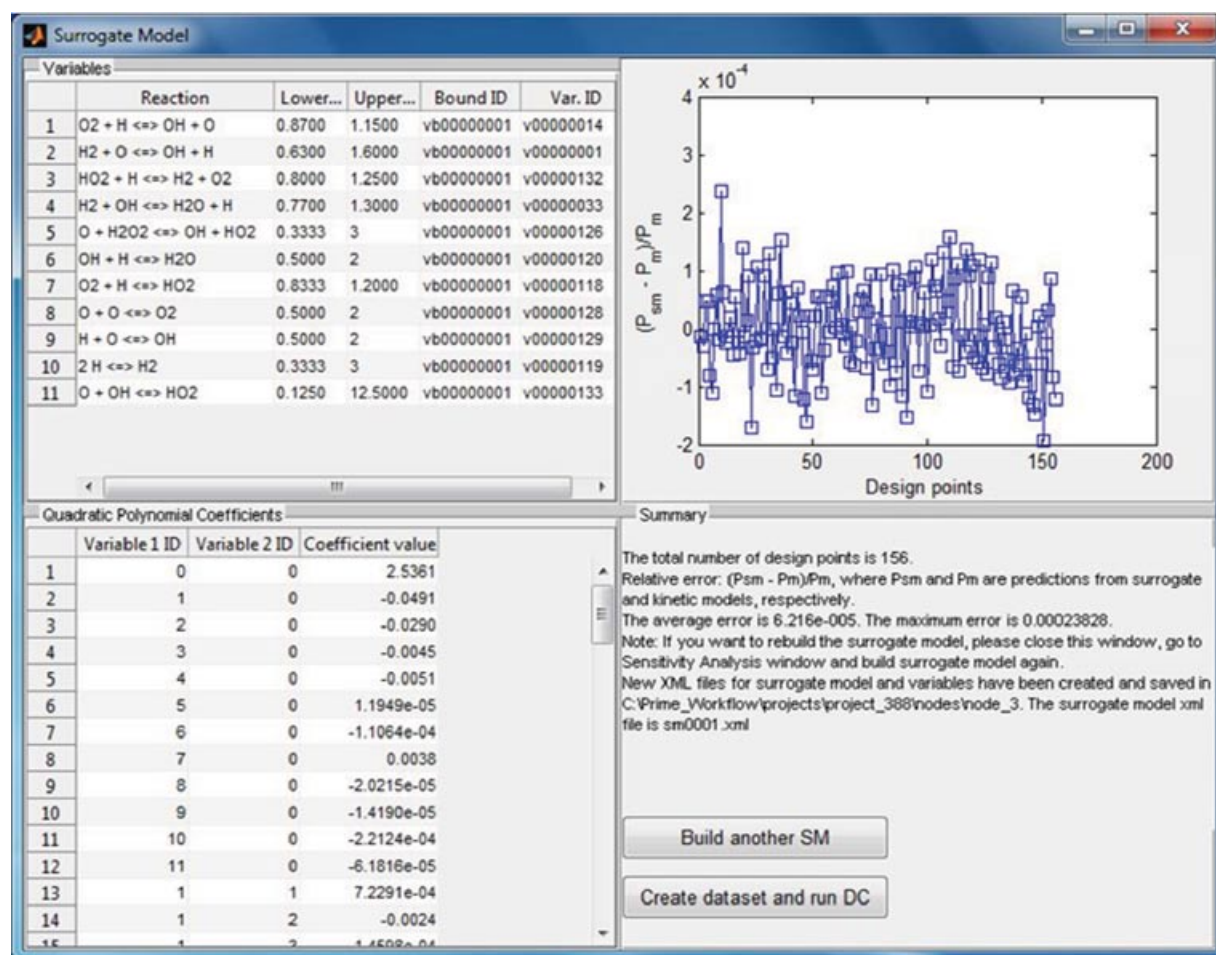 Surrogate Model
Variables
Reaction Lower... Upper... Bound ID Var. ID
1 O2 + H <=> OH + O 0.8700 1.1500 vb00000001 v00000014
2 H2 + O <=> OH + H 0.6300 1.6000 vb00000001 v00000001
3 HO2 + H <=> H2 + O2 0.8000 1.2500 vb00000001 v00000132
4 H2 + OH <=> H2O + H 0.7700 1.3000 vb00000001 v00000033
5 O + H2O2 <=> OH + HO2 0.3333 3 vb00000001 v00000126
6 OH + H <=> H2O 0.5000 2 vb00000001 v00000120
7 O2 + H <=> HO2 0.8333 1.2000 vb00000001 v00000118
8 O + O <=> O2 0.5000 2 vb00000001 v00000128
9 H + O <=> OH 0.5000 2 vb00000001 v00000129
10 2 H <=> H2 0.3333 3 vb00000001 v00000119
11 O + OH <=> HO2 0.1250 12.5000 vb00000001 v00000133
x 10-4
4
3
2
1
0
-1
-2
0 50 100 150 200
(Psm - Pm)/Pm
Design points
Quadratic Polynomial Coefficients
Variable 1 ID Variable 2 ID Coefficient value
1 0 0 2.5361
2 1 0 -0.0491
3 2 0 -0.0290
4 3 0 -0.0045
5 4 0 -0.0051
6 5 0 1.1949e-05
7 6 0 -1.1064e-04
8 7 0 0.0038
9 8 0 -2.0215e-05
10 9 0 -1.4190e-05
11 10 0 -2.2124e-04
12 11 0 -6.1816e-05
13 1 1 7.2291e-04
14 1 2 -0.0024
Summary
The total number of design points is 156.
Relative error: (Psm - Pm)/Pm, where Psm and Pm are predictions from surrogate
and kinetic models, respectively.
The average error is 6.216e-005. The maximum error is 0.00023828.
Note: If you want to rebuild the surrogate model, please close this window, go to
Sensitivity Analysis window and build surrogate model again.
New XML files for surrogate model and variables have been created and saved in
C:\Prime_Workflow\projects\project_388\nodes\node_3. The surrogate model xml
file is sm0001.xml
Build another SM
Create dataset and run DC